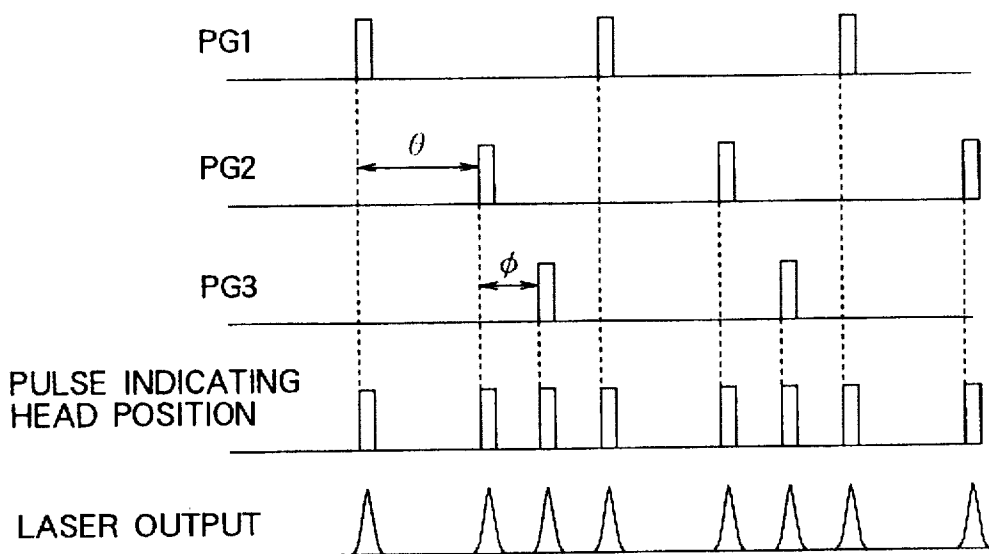 PG1
θ
PG2
ϕ
PG3
PULSE INDICATING
HEAD POSITION
LASER OUTPUT